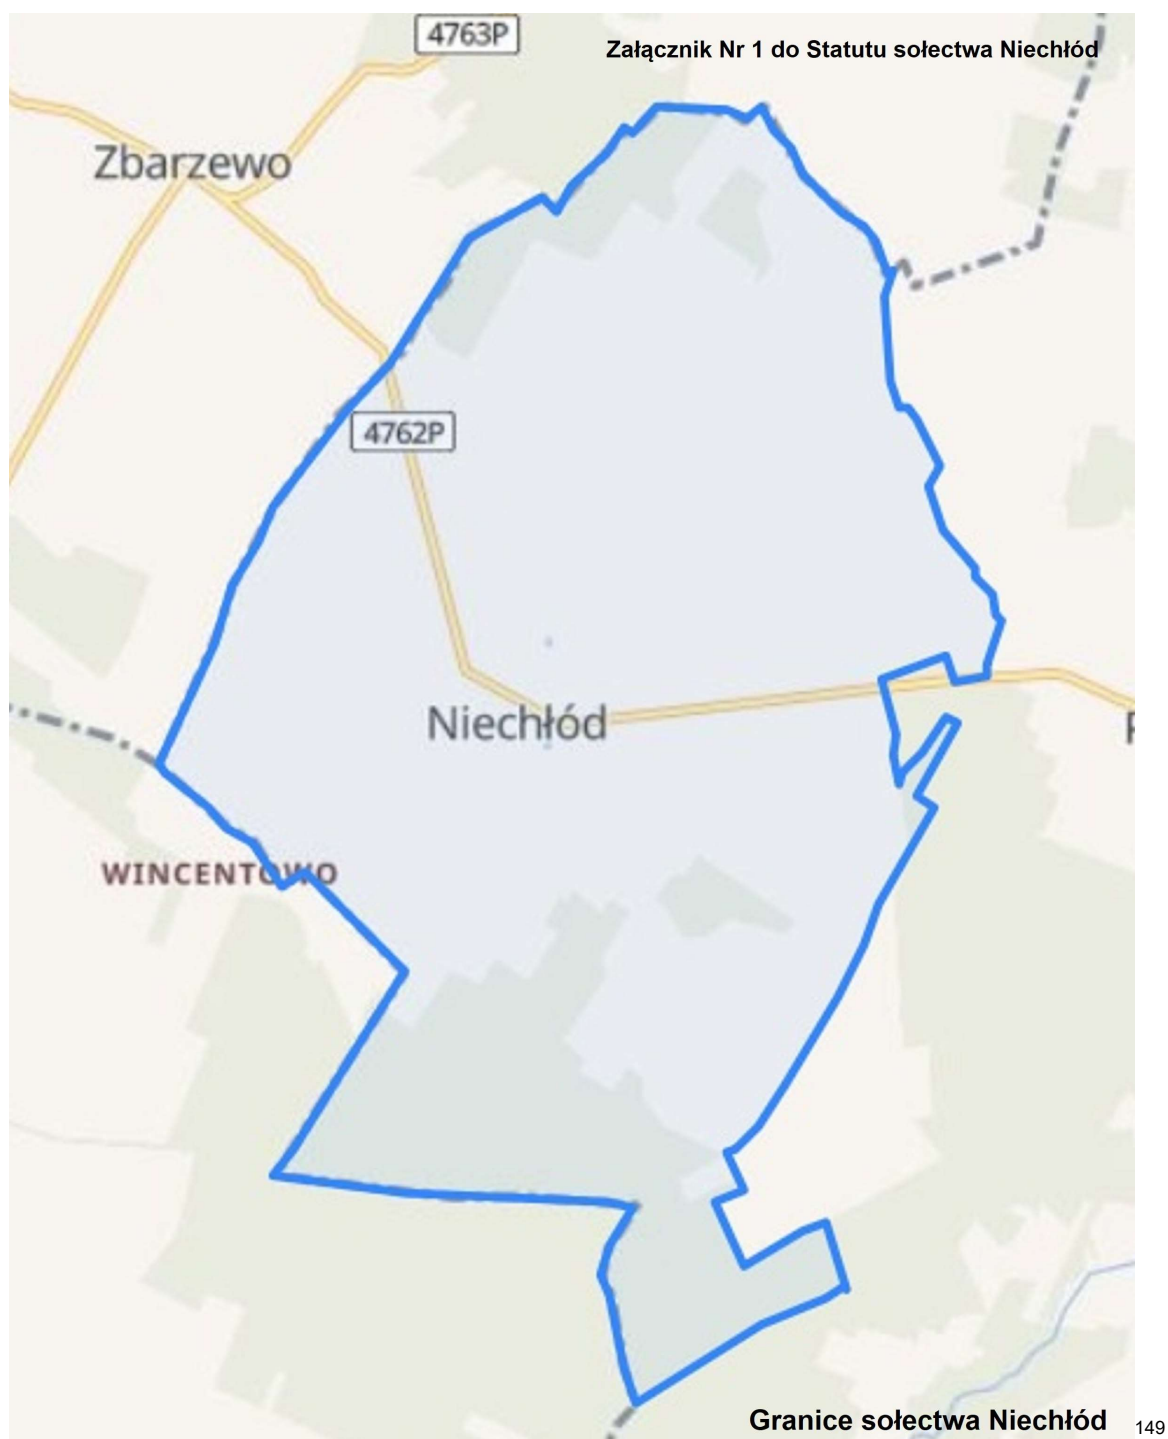 4763P
Załącznik Nr 1 do Statutu sołectwa Niechłód
Zbarzewo
4762P
Niechłód
WINCENTOWO
Granice sołectwa Niechłód
149